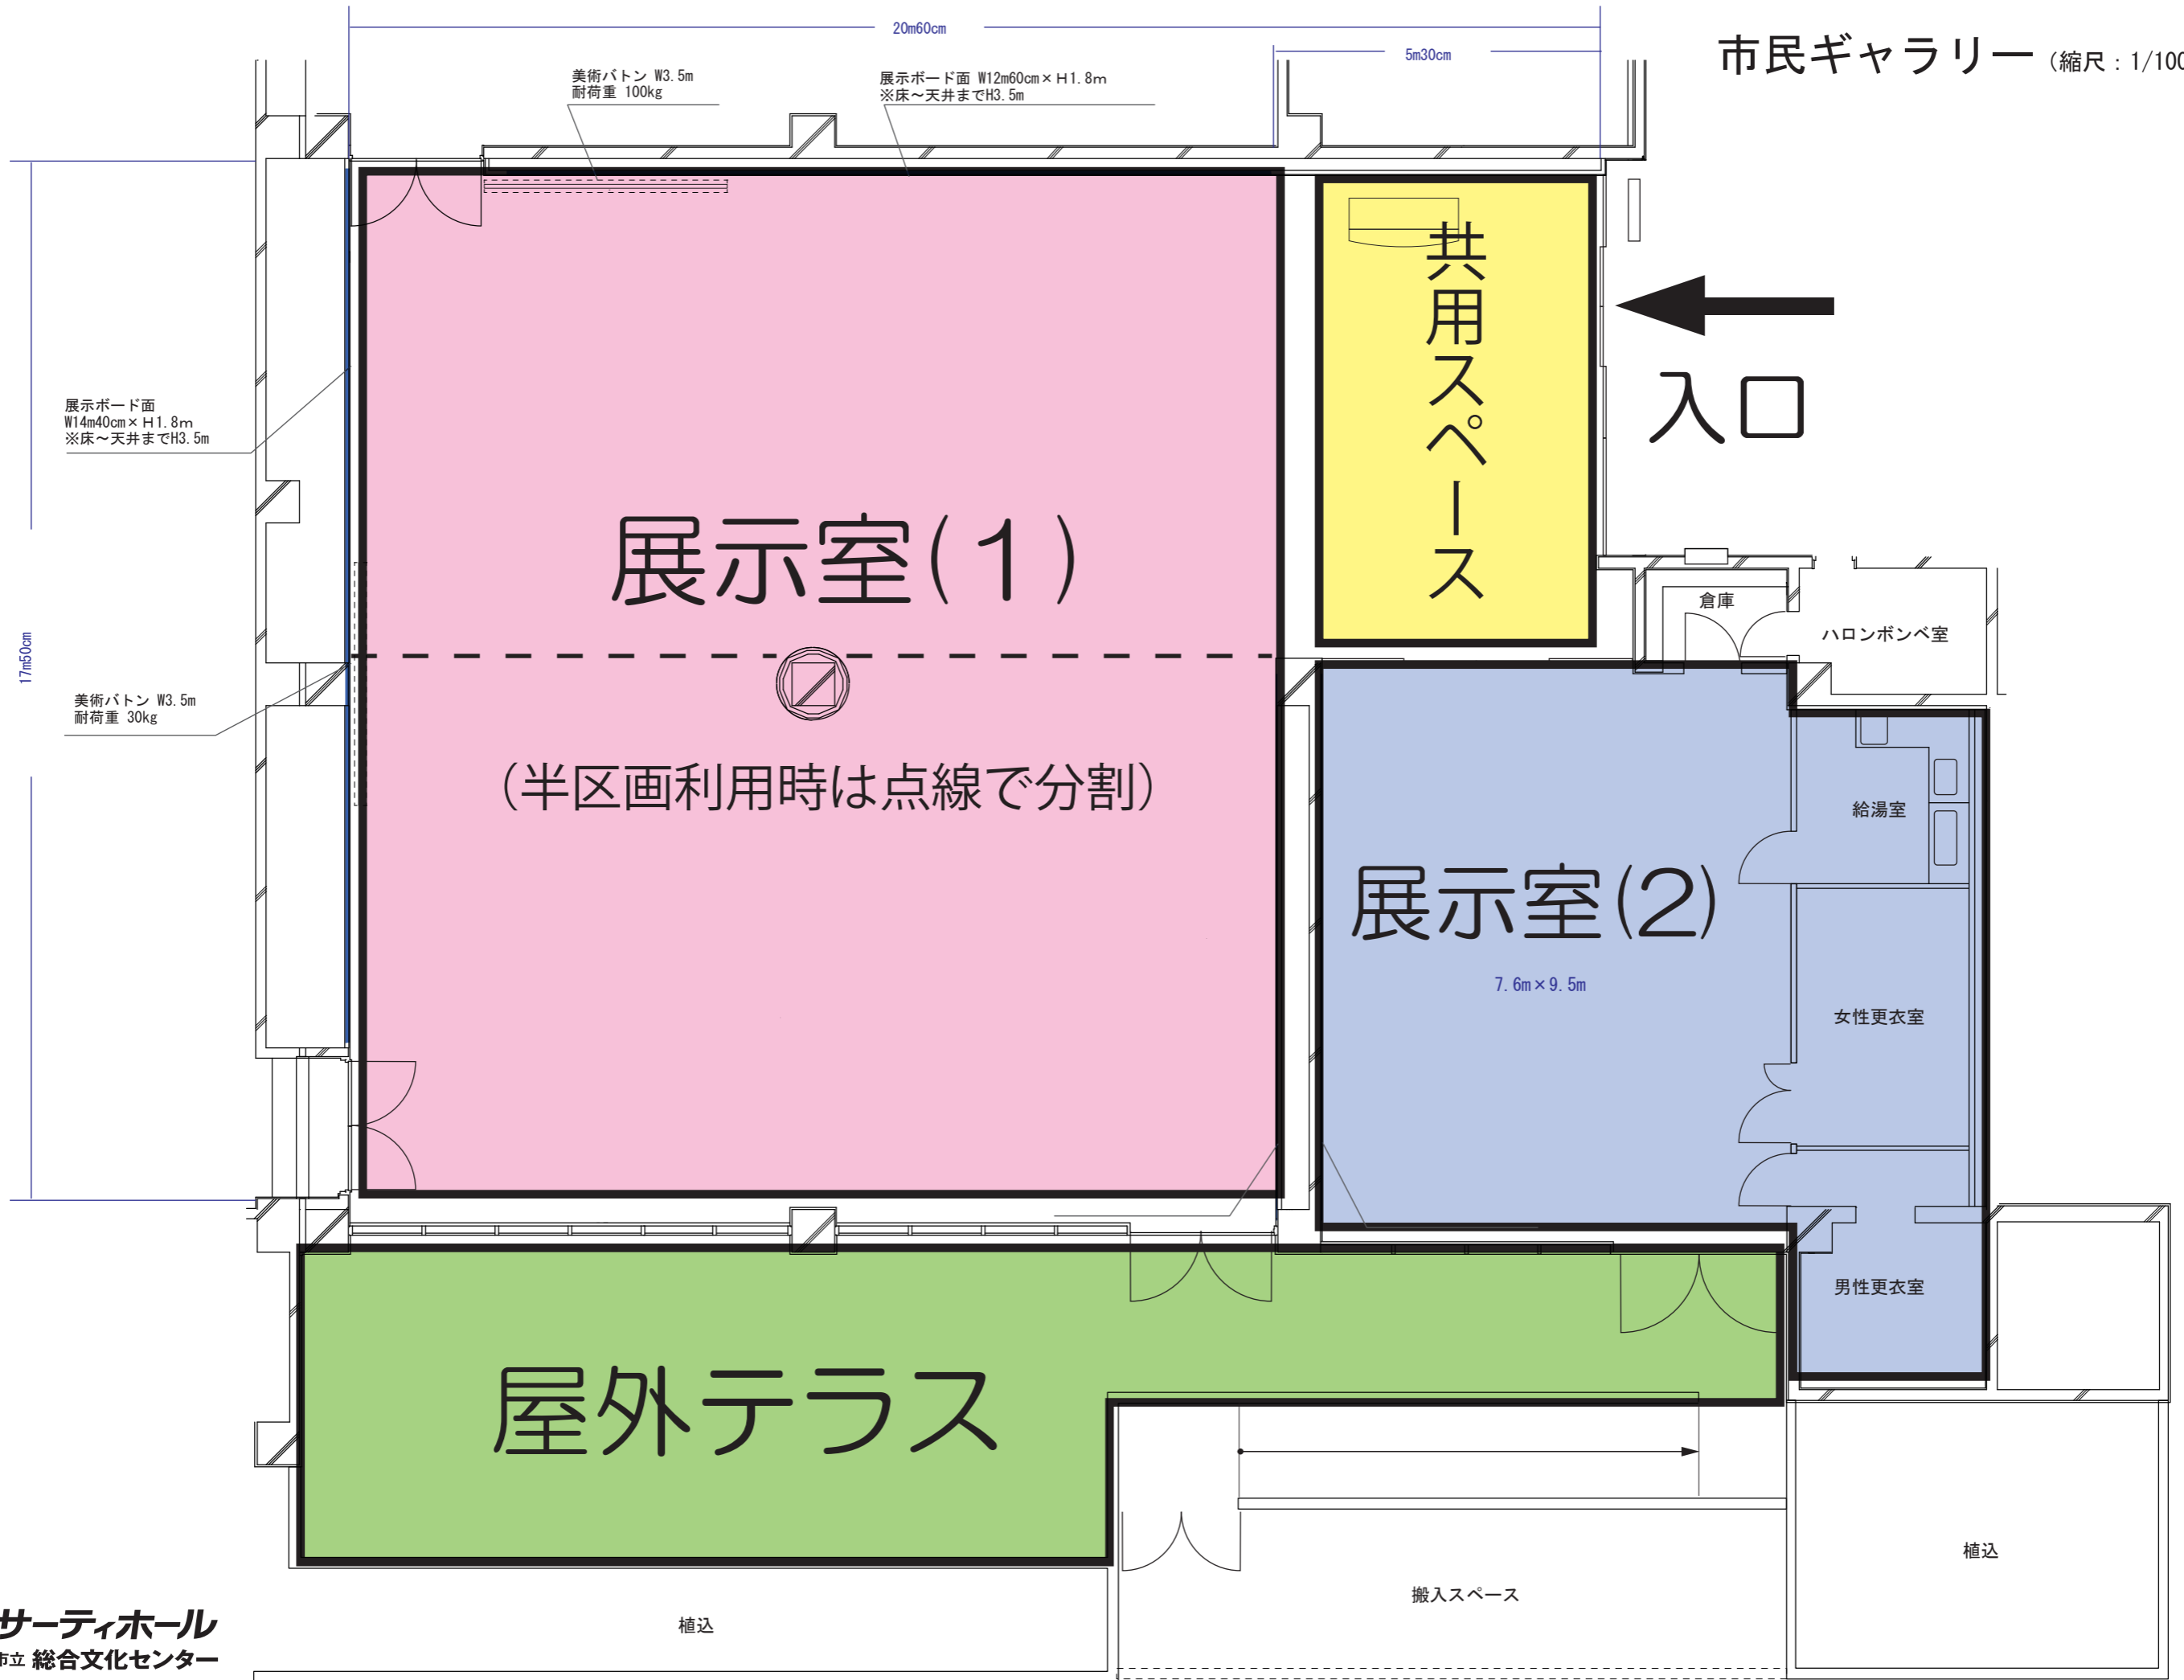 20m60cm
5m30cm
市民ギャラリー（縮尺：1/100
美術バトン W3.5m
耐荷重 100kg
展示ボード面 W12m60cm×H1.8m
※床～天井までH3.5m
共用スペース
入口
展示ボード面
W14m40cm×H1.8m
※床～天井までH3.5m
展示室(1)
倉庫
ハロンボンベ室
17m50cm
美術バトン W3.5m
耐荷重 30kg
(半区画利用時は点線で分割)
給湯室
展示室(2)
7.6m×9.5m
女性更衣室
男性更衣室
屋外テラス
植込
搬入スペース
植込
サーティホール
市立 総合文化センター